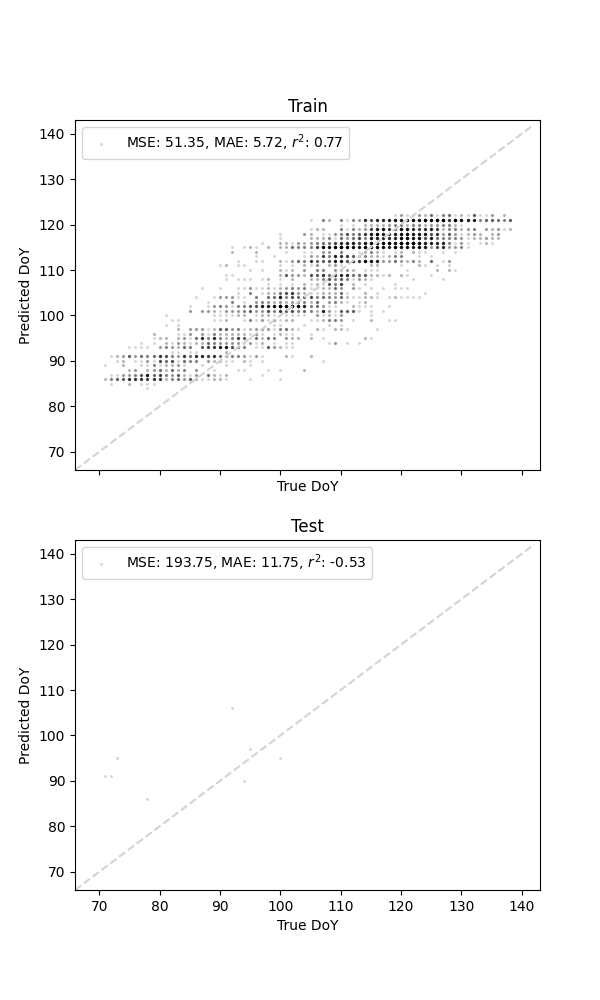 Train
MSE: 51.35, MAE: 5.72, r²: 0.77
140
130
120
110
100
90
80
70
Predicted DoY
True DoY
Test
MSE: 193.75, MAE: 11.75, r²: -0.53
140
130
120
110
100
90
80
70
Predicted DoY
70 80 90 100 110 120 130 140
True DoY